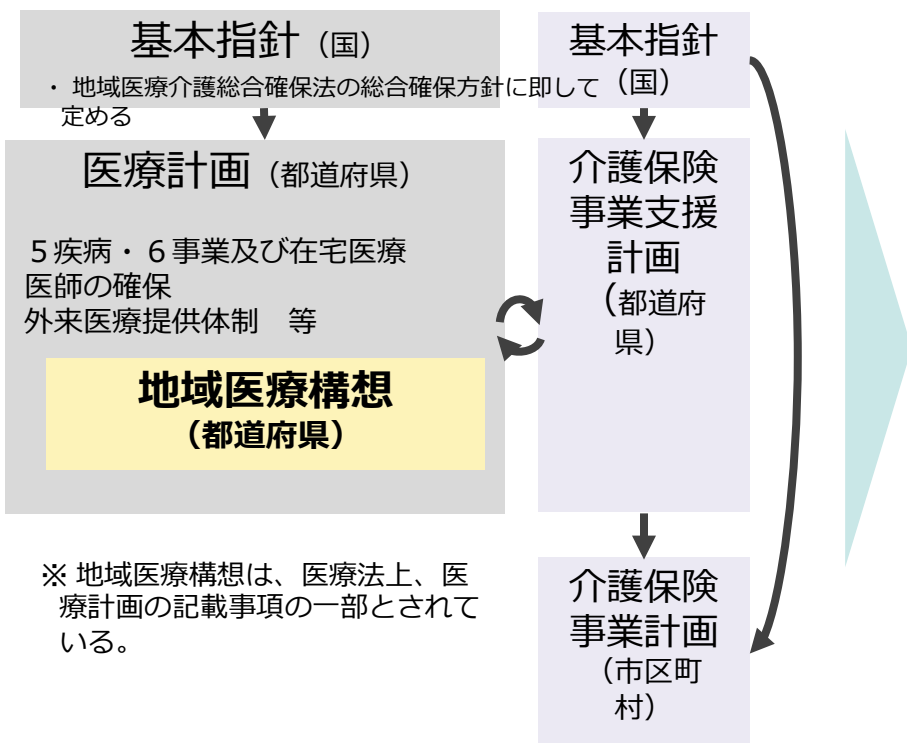 基本指針（国）
・ 地域医療介護総合確保法の総合確保方針に即して
定める
医療計画（都道府県）
５疾病・６事業及び在宅医療
医師の確保
外来医療提供体制　等
地域医療構想
（都道府県）
※ 地域医療構想は、医療法上、医
療計画の記載事項の一部とされて
いる。
基本指針
（国）
介護保険
事業支援
計画
（都道府
県）
介護保険
事業計画
（市区町
村）